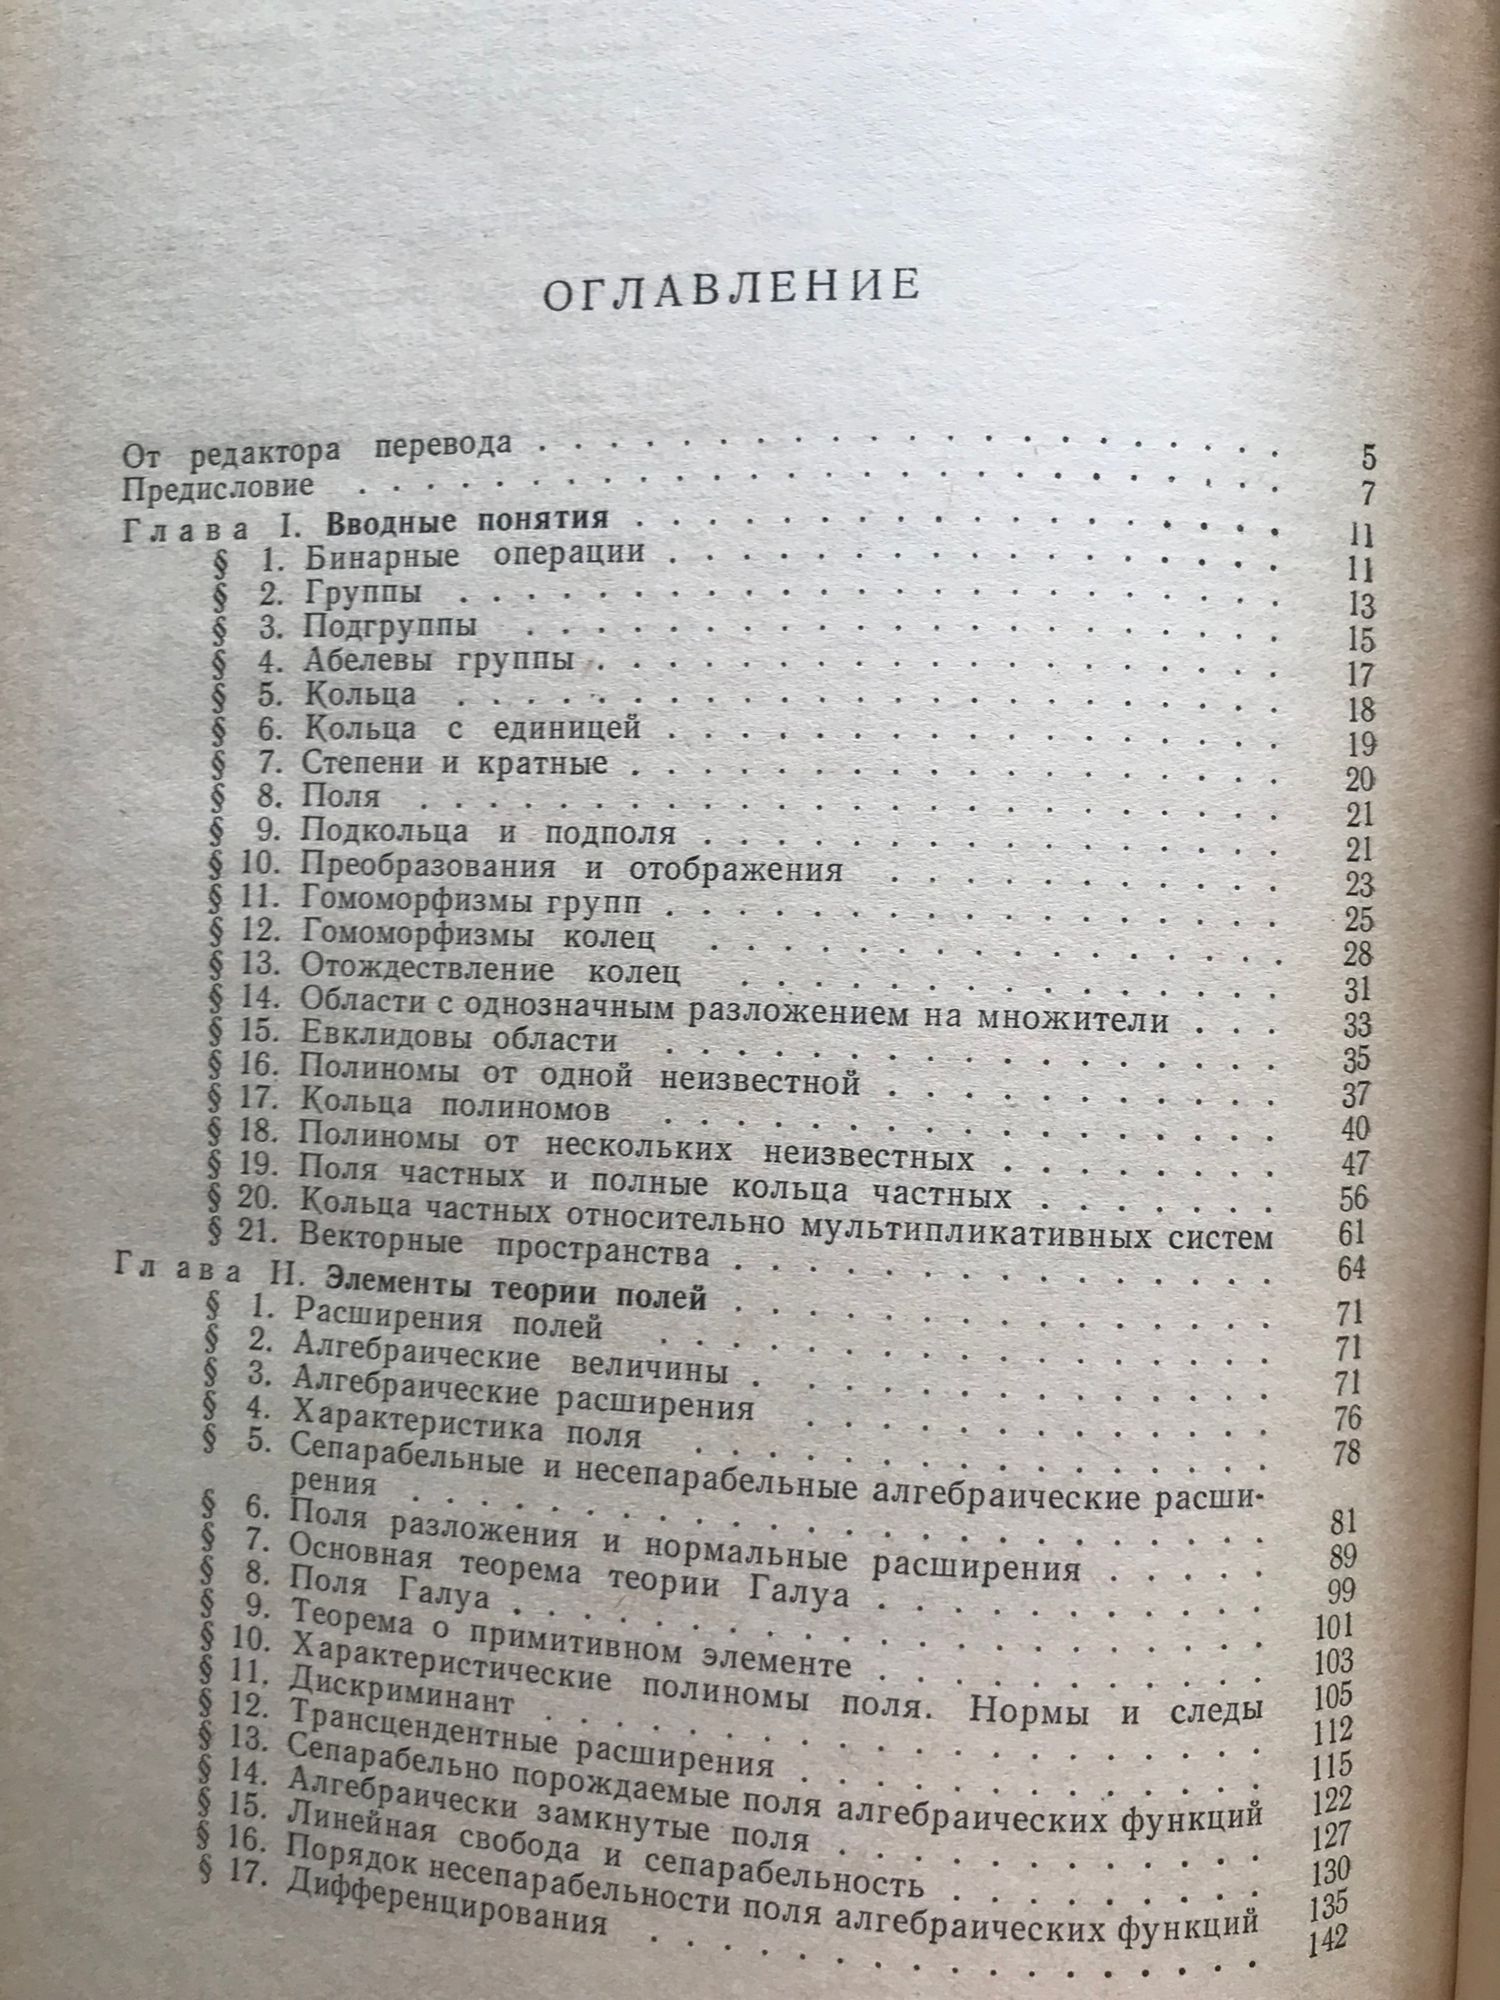 ОГЛАВЛЕНИЕ
От редактора перевода . . . . . . . . . . . . . . . . . . . . 5
Предисловие . . . . . . . . . . . . . . . . . . . . 7
Глава I. Вводные понятия . . . . . . . . . . . . . . . . . . 11
§ 1. Бинарные операции . . . . . . . . . . . . . . . . . 11
§ 2. Группы . . . . . . . . . . . . . . . . . . . . 13
§ 3. Подгруппы . . . . . . . . . . . . . . . . . . . 15
§ 4. Абелевы группы . . . . . . . . . . . . . . . . . . 17
§ 5. Кольца . . . . . . . . . . . . . . . . . . . . 18
§ 6. Кольца с единицей . . . . . . . . . . . . . . . . 19
§ 7. Степени и кратные . . . . . . . . . . . . . . . . . 20
§ 8. Поля . . . . . . . . . . . . . . . . . . . . 21
§ 9. Подкольца и подполя . . . . . . . . . . . . . . . 21
§ 10. Преобразования и отображения . . . . . . . . . . . 23
§ 11. Гомоморфизмы групп . . . . . . . . . . . . . . . . 25
§ 12. Гомоморфизмы колец . . . . . . . . . . . . . . . 28
§ 13. Отождествление колец . . . . . . . . . . . . . . . 31
§ 14. Области с однозначным разложением на множители . . . 33
§ 15. Евклидовы области . . . . . . . . . . . . . . . . 35
§ 16. Полиномы от одной неизвестной . . . . . . . . . . . 37
§ 17. Кольца полиномов . . . . . . . . . . . . . . . . 40
§ 18. Полиномы от нескольких неизвестных . . . . . . . . 47
§ 19. Поля частных и полные кольца частных . . . . . . . 56
§ 20. Кольца частных относительно мультипликативных систем 61
§ 21. Векторные пространства . . . . . . . . . . . . . . 64
Глава II. Элементы теории полей . . . . . . . . . . . . . . 71
§ 1. Расширения полей . . . . . . . . . . . . . . . . 71
§ 2. Алгебраические величины . . . . . . . . . . . . . . 71
§ 3. Алгебраические расширения . . . . . . . . . . . . . 76
§ 4. Характеристика поля . . . . . . . . . . . . . . . 78
§ 5. Сепарабельные и несепарабельные алгебраические расши-
рения . . . . . . . . . . . . . . . . . . . . 81
§ 6. Поля разложения и нормальные расширения . . . . . 89
§ 7. Основная теорема теории Галуа . . . . . . . . . . . 99
§ 8. Поля Галуа . . . . . . . . . . . . . . . . . . . 101
§ 9. Теорема о примитивном элементе . . . . . . . . . . . 103
§ 10. Характеристические полиномы поля. Нормы и следы 105
§ 11. Дискриминант . . . . . . . . . . . . . . . . . . 112
§ 12. Трансцендентные расширения . . . . . . . . . . . . 115
§ 13. Сепарабельно порождаемые поля алгебраических функций 122
§ 14. Алгебраически замкнутые поля . . . . . . . . . . . . 127
§ 15. Линейная свобода и сепарабельность . . . . . . . . . 130
§ 16. Порядок несепарабельности поля алгебраических функций 135
§ 17. Дифференцирования . . . . . . . . . . . . . . . . 142